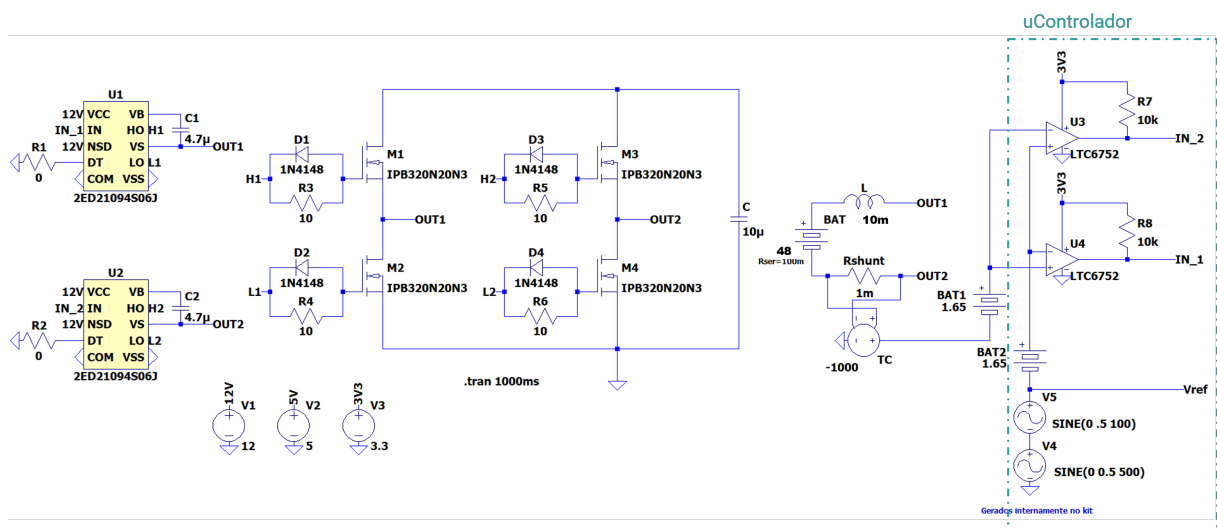 uControlador
U1
12V VCC VB
IN_1 IN HO H1
12V NSD VS OUT1
DT LO L1
COM VSS
2ED21094S06J
C1
4.7µ
R1
0
U2
12V VCC VB
IN_2 IN HO H2
12V NSD VS OUT2
DT LO L2
COM VSS
2ED21094S06J
C2
4.7µ
R2
0
D1
1N4148
H1
R3
10
M1
IPB320N20N3
OUT1
D2
1N4148
L1
R4
10
M2
IPB320N20N3
D3
1N4148
H2
R5
10
M3
IPB320N20N3
OUT2
D4
1N4148
L2
R6
10
M4
IPB320N20N3
C
10µ
.tran 1000ms
12V
V1
12
5V
V2
5
3V3
V3
3.3
L
10m
OUT1
BAT
48
Rser=100m
Rshunt
1m
OUT2
TC
-1000
3V3
R7
10k
U3
LTC6752
IN_2
3V3
R8
10k
U4
LTC6752
IN_1
BAT1
1.65
BAT2
1.65
Vref
V5
SINE(0 .5 100)
V4
SINE(0 0.5 500)
Gerados internamente no kit